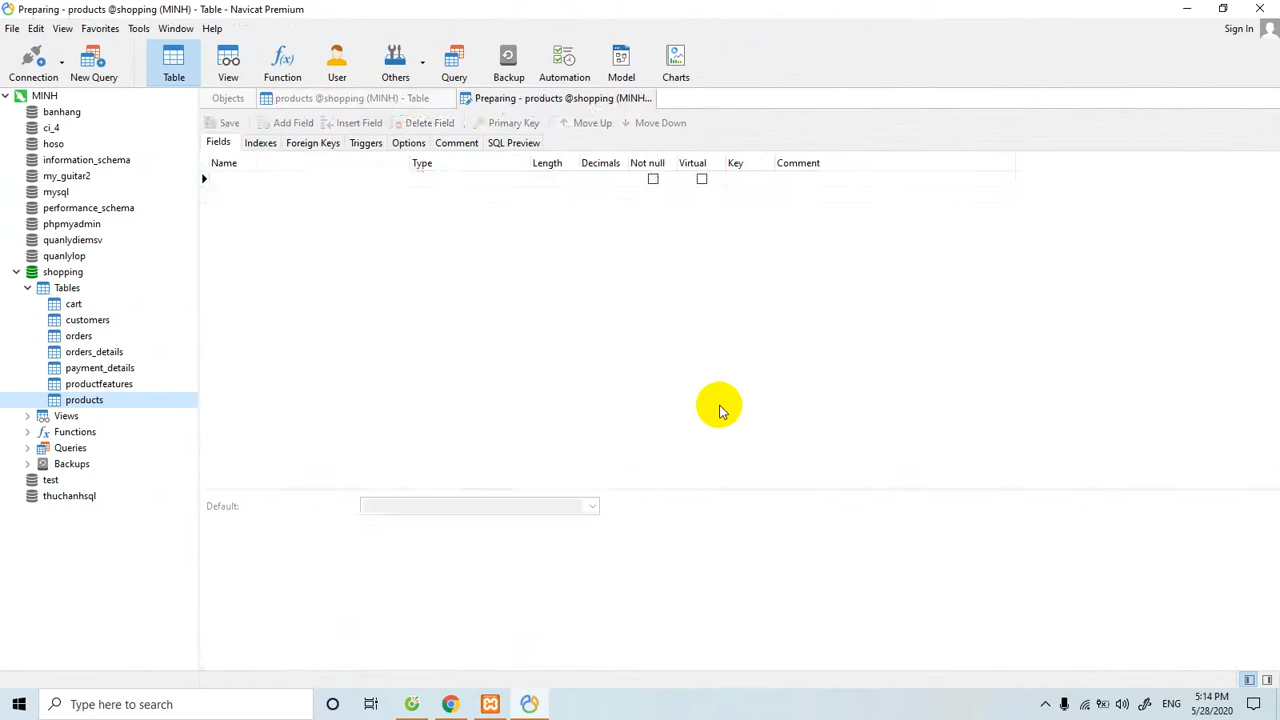 Preparing - products @shopping (MINH) - Table - Navicat Premium
File Edit View Favorites Tools Window Help
Sign In
Connection New Query Table View Function User Others Query Backup Automation Model Charts
MINH
banhang
ci_4
hoso
information_schema
my_guitar2
mysql
performance_schema
phpmyadmin
quanlydiemsv
quanlylop
shopping
Tables
cart
customers
orders
orders_details
payment_details
productfeatures
products
Views
Functions
Queries
Backups
test
thuchanhsql
Objects products @shopping (MINH) - Table Preparing - products @shopping (MINH...
Save Add Field Insert Field Delete Field Primary Key Move Up Move Down
Fields Indexes Foreign Keys Triggers Options Comment SQL Preview
Name Type Length Decimals Not null Virtual Key Comment
Default:
Type here to search
ENG
5:14 PM
5/28/2020